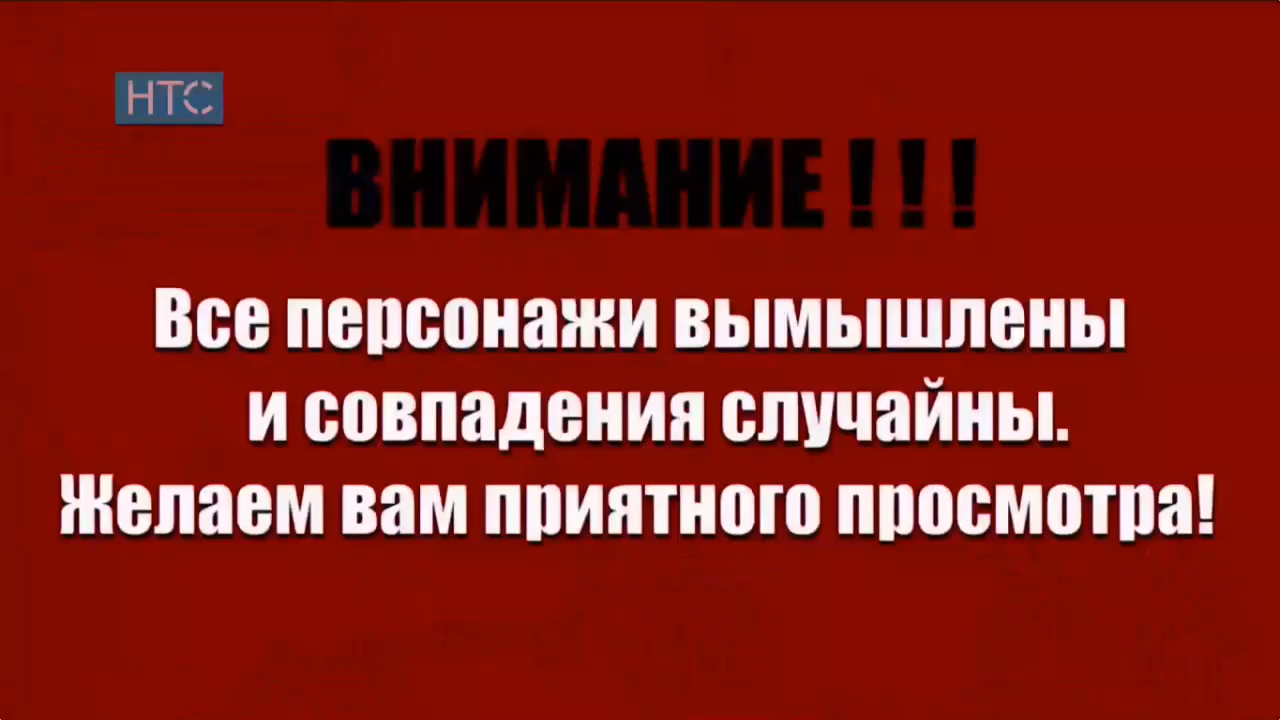 НТС
ВНИМАНИЕ ! ! !
Все персонажи вымышлены
и совпадения случайны.
Желаем вам приятного просмотра!